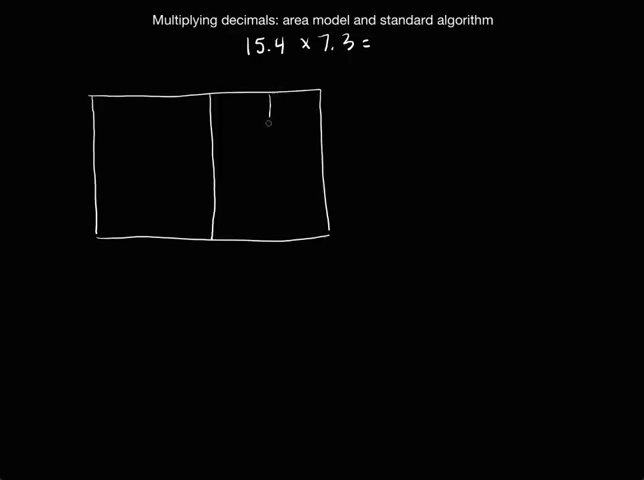 Multiplying decimals: area model and standard algorithm
15.4 × 7.3 =